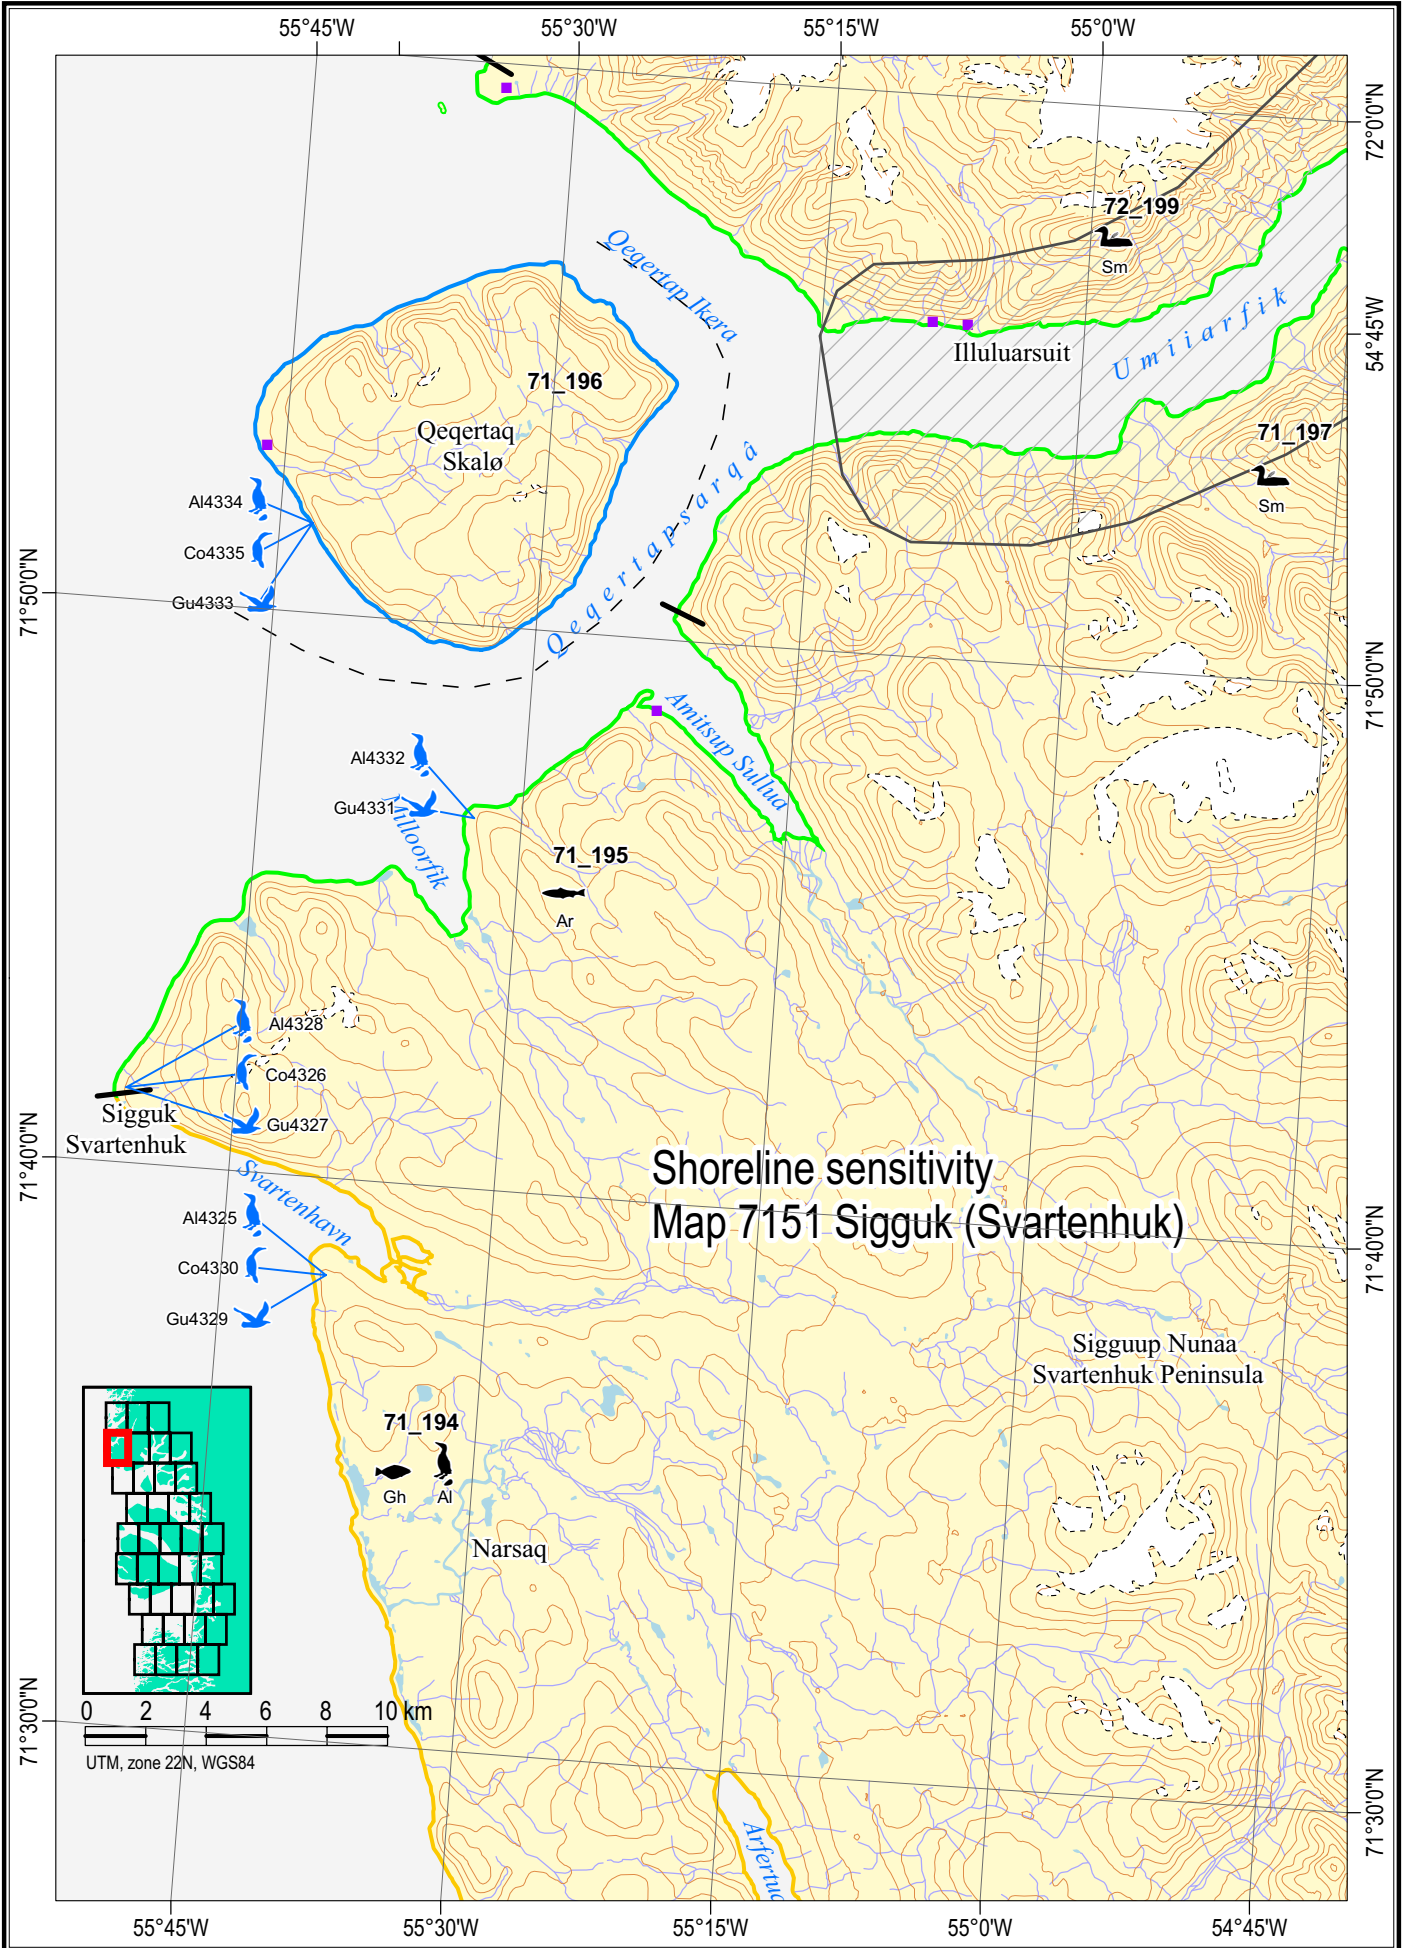 55°45'W
55°30'W
55°15'W
55°0'W
72°0'0"N
72_199
Sm
Qeqertap Ikera
54°45'W
Illuluarsuit
Umiiarfik
71_196
Qeqertaq
Skalø
71_197
Sm
Al4334
Co4335
Gu4333
Qeqertapsarqâ
71°50'0"N
71°50'0"N
Amitsup Sullua
Al4332
Gu4331
Milloorfik
71_195
Ar
Al4328
Co4326
Gu4327
Sigguk
Svartenhuk
71°40'0"N
Shoreline sensitivity
Map 7151 Sigguk (Svartenhuk)
Svartenhavn
Al4325
Co4330
Gu4329
71°40'0"N
Sigguup Nunaa
Svartenhuk Peninsula
71_194
Gh
Al
Narsaq
71°30'0"N
0 2 4 6 8 10 km
UTM, zone 22N, WGS84
71°30'0"N
Arfertuo
55°45'W
55°30'W
55°15'W
55°0'W
54°45'W